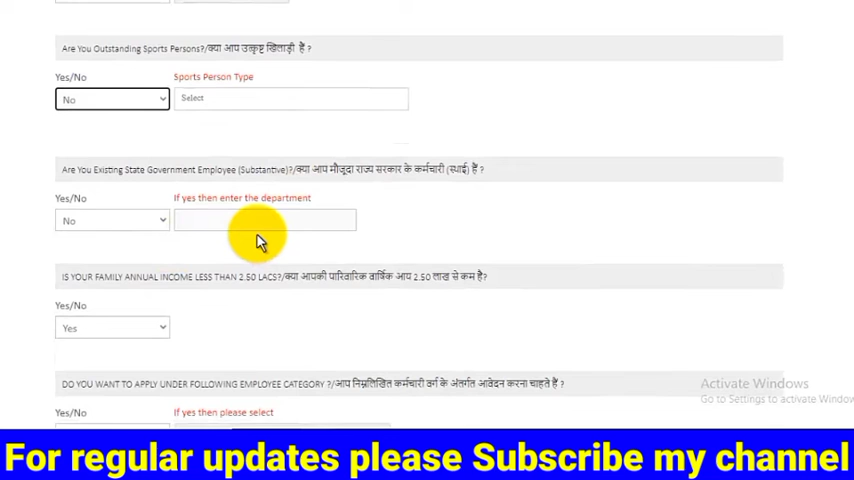 Are You Outstanding Sports Persons?/क्या आप उत्कृष्ट खिलाड़ी हैं ?
Yes/No
Sports Person Type
No
Select
Are You Existing State Government Employee (Substantive)?/क्या आप मौजूदा राज्य सरकार के कर्मचारी (स्थाई) हैं ?
Yes/No
If yes then enter the department
No
IS YOUR FAMILY ANNUAL INCOME LESS THAN 2.50 LACS?/क्या आपकी पारिवारिक वार्षिक आय 2.50 लाख से कम है?
Yes/No
Yes
DO YOU WANT TO APPLY UNDER FOLLOWING EMPLOYEE CATEGORY ?/आप निम्नलिखित कर्मचारी वर्ग के अंतर्गत आवेदन करना चाहते हैं ?
Activate Windows
Go to Settings to activate Window
Yes/No
If yes then please select
For regular updates please Subscribe my channel